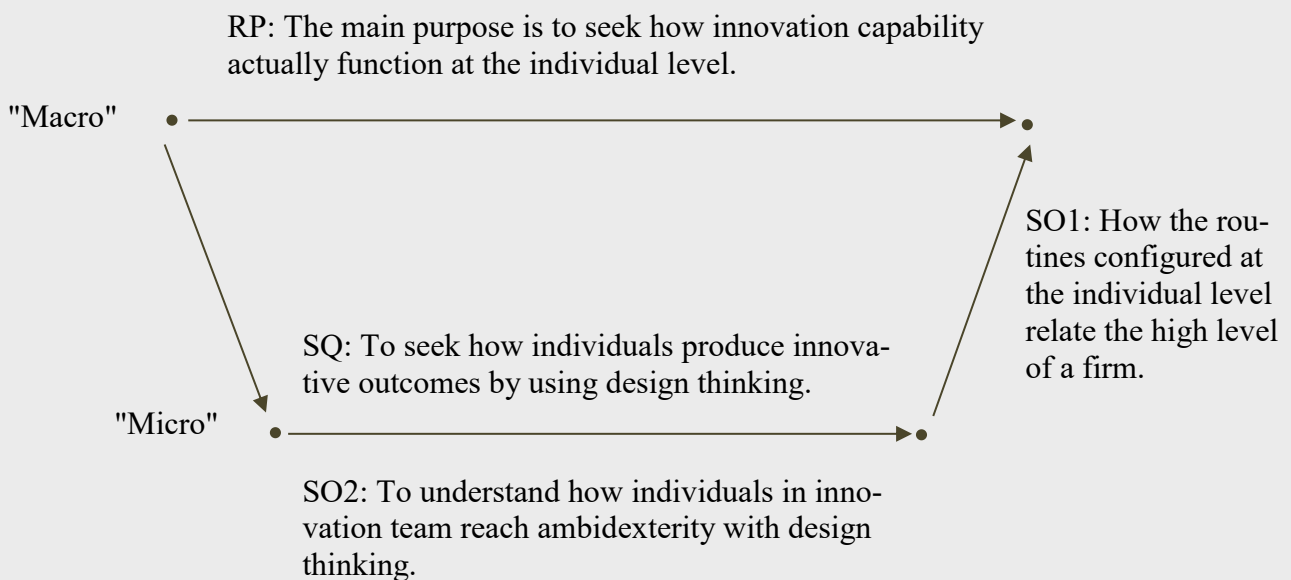 RP: The main purpose is to seek how innovation capability
actually function at the individual level.
"Macro"
SO1: How the rou-
tines configured at
the individual level
relate the high level
of a firm.
SQ: To seek how individuals produce innova-
tive outcomes by using design thinking.
"Micro"
SO2: To understand how individuals in inno-
vation team reach ambidexterity with design
thinking.